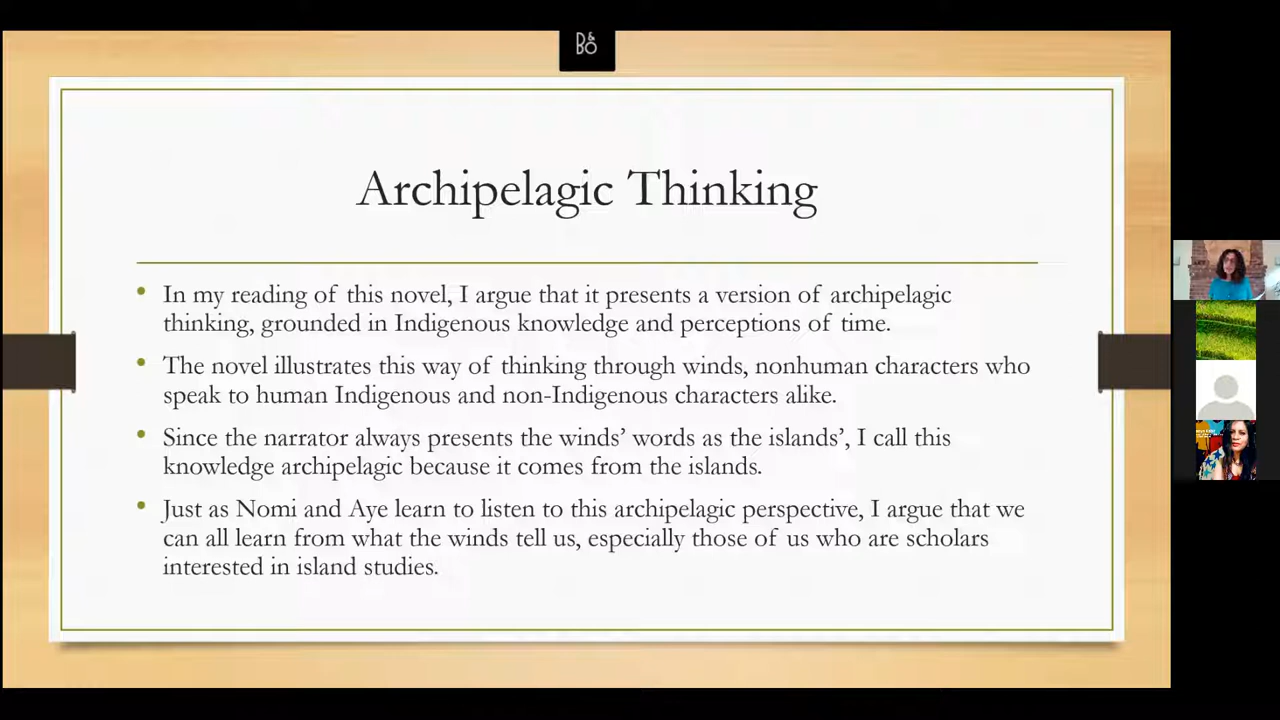 B&O
Archipelagic Thinking
• In my reading of this novel, I argue that it presents a version of archipelagic
thinking, grounded in Indigenous knowledge and perceptions of time.
• The novel illustrates this way of thinking through winds, nonhuman characters who
speak to human Indigenous and non-Indigenous characters alike.
• Since the narrator always presents the winds’ words as the islands’, I call this
knowledge archipelagic because it comes from the islands.
• Just as Nomi and Aye learn to listen to this archipelagic perspective, I argue that we
can all learn from what the winds tell us, especially those of us who are scholars
interested in island studies.